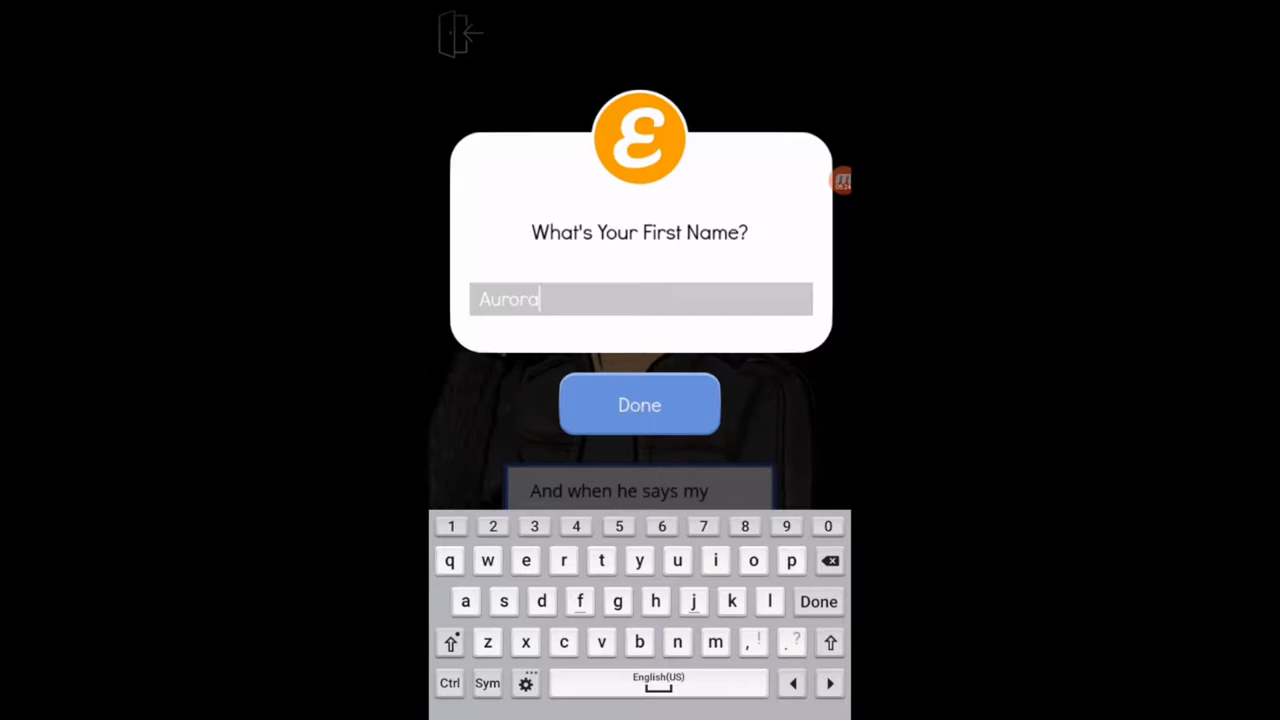 What's Your First Name?
Aurora
Done
And when he says my
1 2 3 4 5 6 7 8 9 0
q w e r t y u i o p
a s d f g h j k l Done
z x c v b n m , ! . ?
English(US)
Ctrl Sym